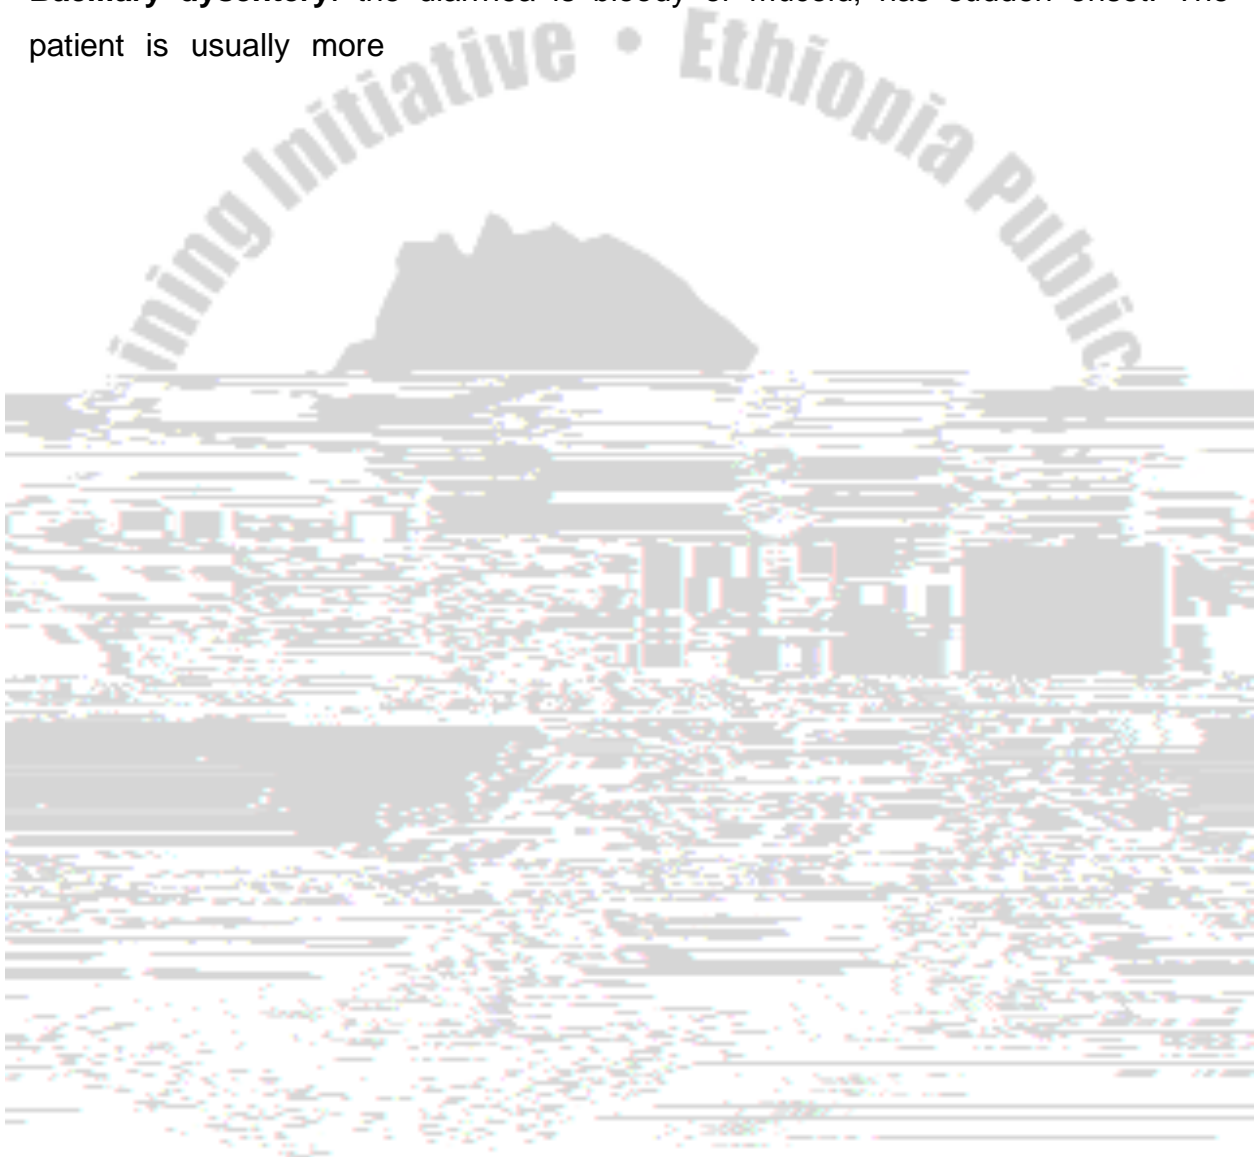 Bacillary dysentery: the diarrhea is bloody or mucoid, has sudden onset. The
patient is usually more
ining Initiative • Ethiopia Public